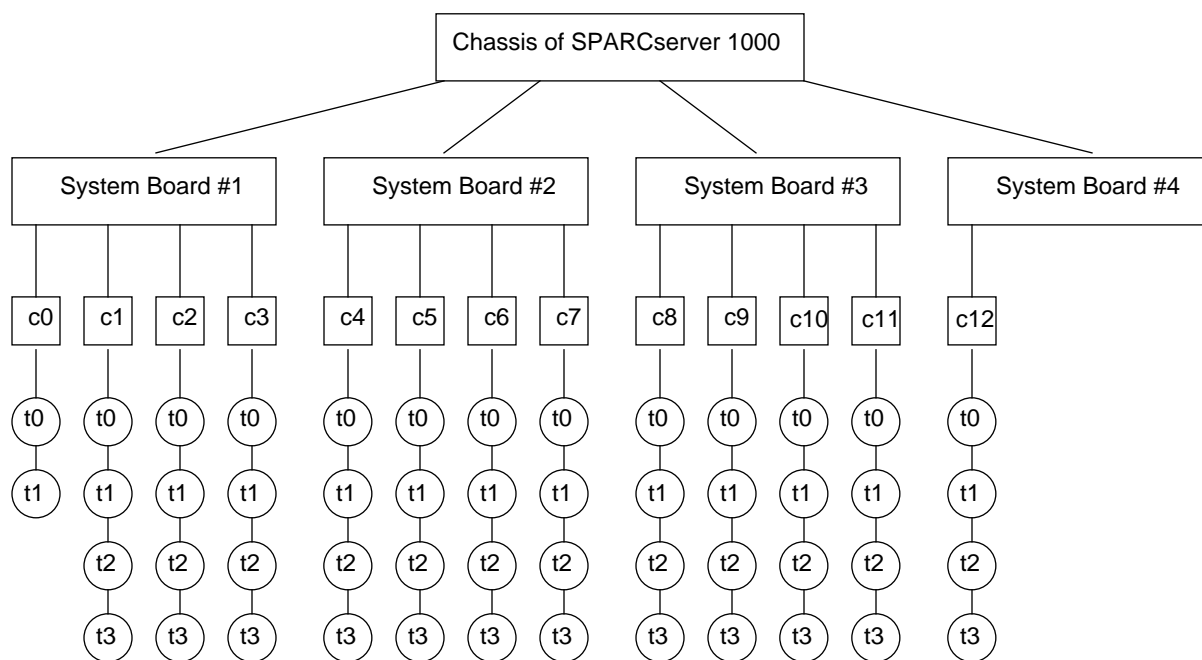 Chassis of SPARCserver 1000
System Board #1 System Board #2 System Board #3 System Board #4
c0 c1 c2 c3 c4 c5 c6 c7 c8 c9 c10 c11 c12
t0 t0 t0 t0 t0 t0 t0 t0 t0 t0 t0 t0 t0
t1 t1 t1 t1 t1 t1 t1 t1 t1 t1 t1 t1 t1
t2 t2 t2 t2 t2 t2 t2 t2 t2 t2 t2 t2
t3 t3 t3 t3 t3 t3 t3 t3 t3 t3 t3 t3